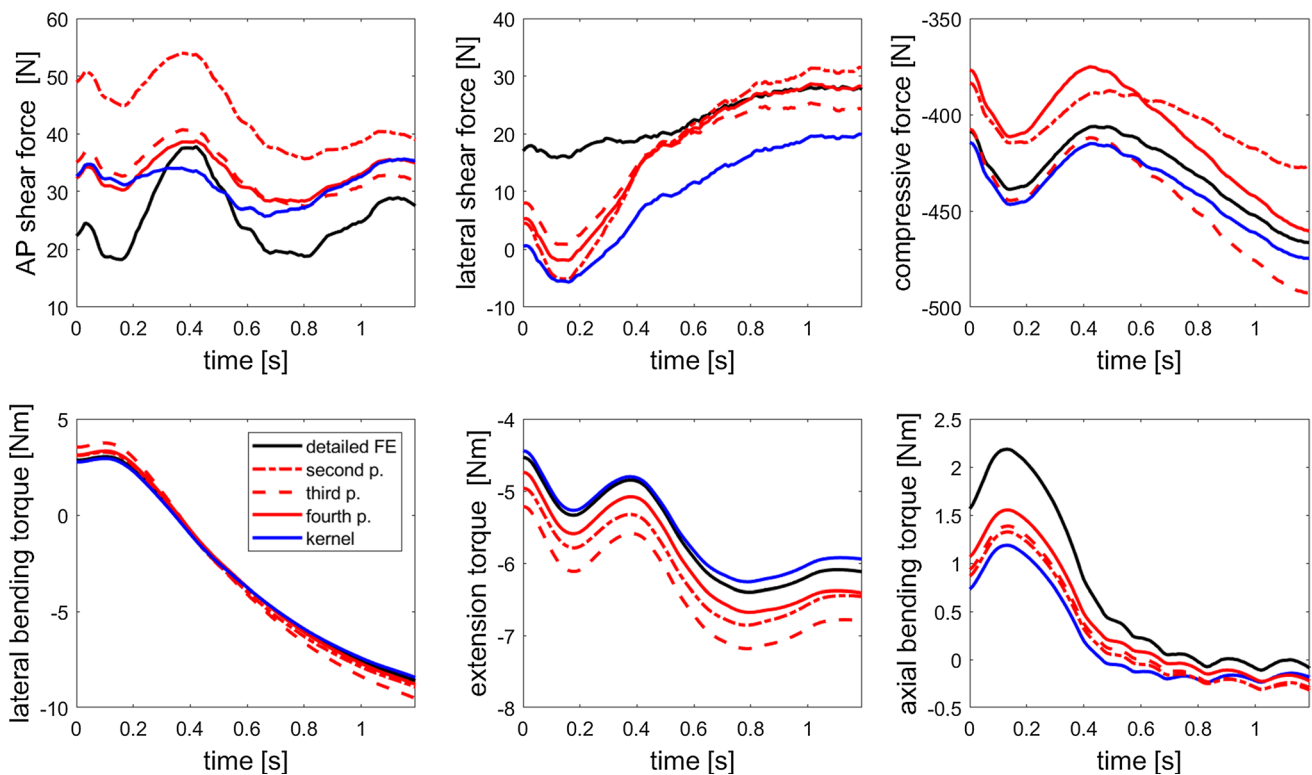 AP shear force [N]
60
50
40
30
20
10
0 0.2 0.4 0.6 0.8 1
time [s]
lateral shear force [N]
40
30
20
10
0
-10
0 0.2 0.4 0.6 0.8 1
time [s]
compressive force [N]
-350
-400
-450
-500
0 0.2 0.4 0.6 0.8 1
time [s]
lateral bending torque [Nm]
5
0
-5
-10
0 0.2 0.4 0.6 0.8 1
time [s]
detailed FE
second p.
third p.
fourth p.
kernel
extension torque [Nm]
-4
-5
-6
-7
-8
0 0.2 0.4 0.6 0.8 1
time [s]
axial bending torque [Nm]
2.5
2
1.5
1
0.5
0
-0.5
0 0.2 0.4 0.6 0.8 1
time [s]